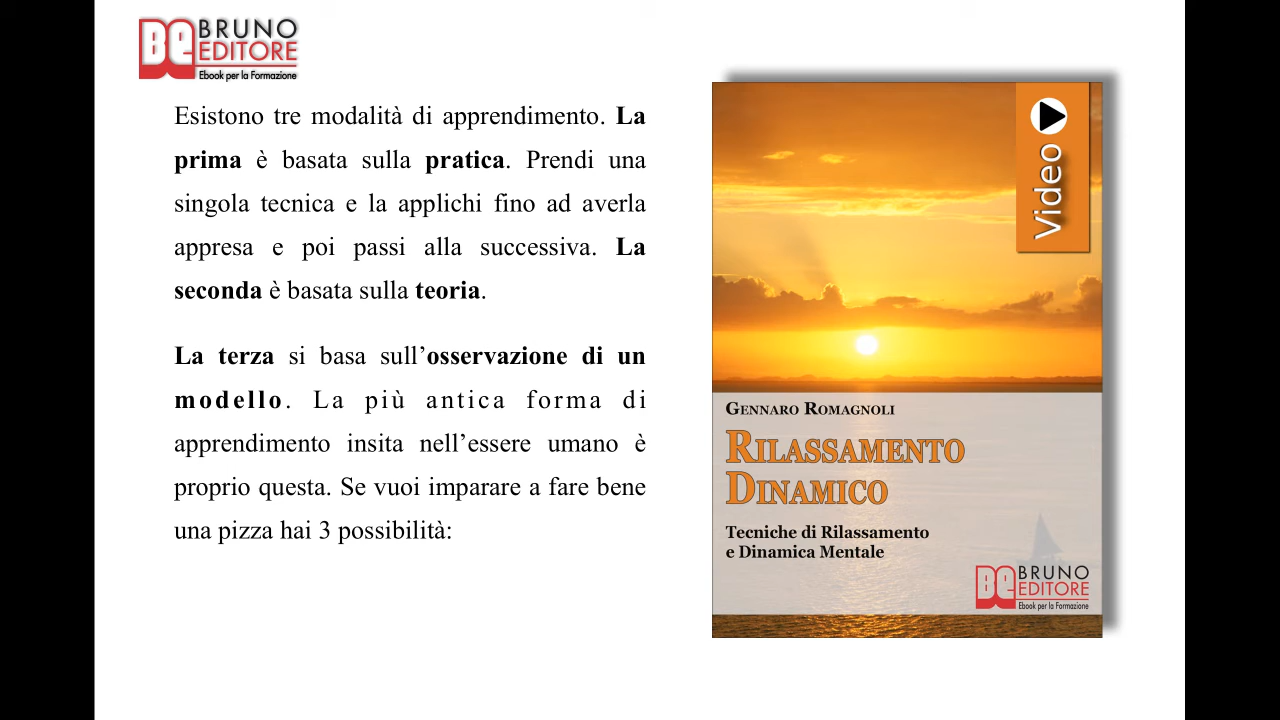 BRUNO
EDITORE
Ebook per la Formazione
Esistono tre modalità di apprendimento. La
prima è basata sulla pratica. Prendi una
singola tecnica e la applichi fino ad averla
appresa e poi passi alla successiva. La
seconda è basata sulla teoria.
La terza si basa sull’osservazione di un
modello. La più antica forma di
apprendimento insita nell’essere umano è
proprio questa. Se vuoi imparare a fare bene
una pizza hai 3 possibilità:
Video
GENNARO ROMAGNOLI
RILASSAMENTO
DINAMICO
Tecniche di Rilassamento
e Dinamica Mentale
BE BRUNO
EDITORE
Ebook per la Formazione